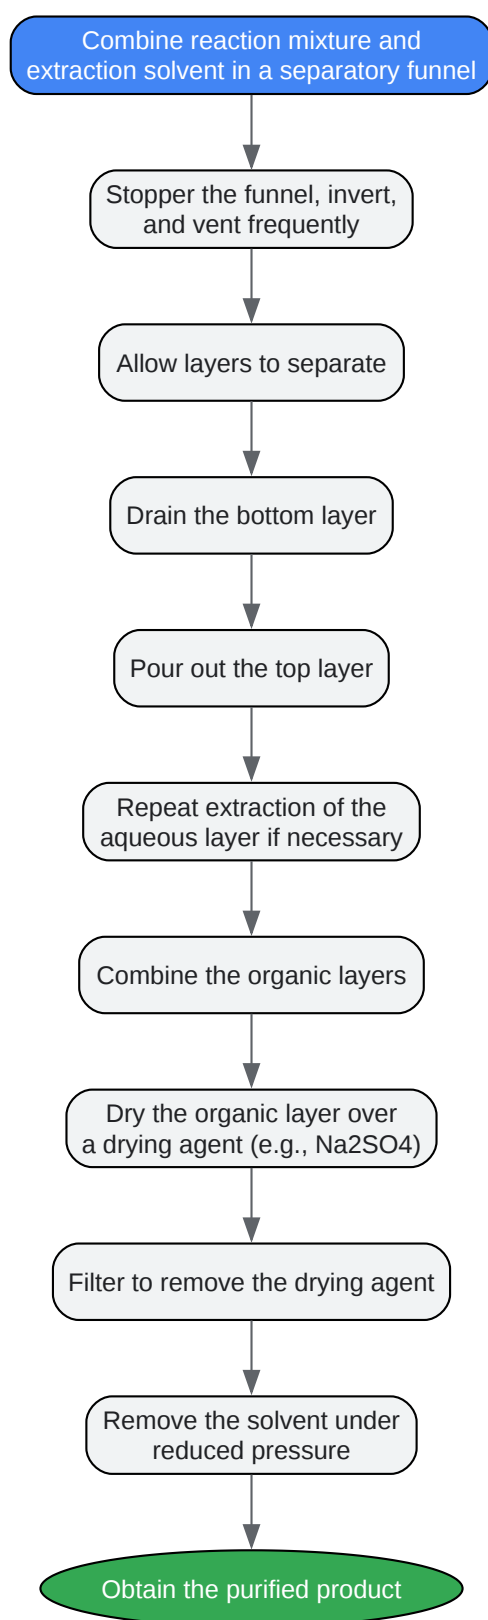 Combine reaction mixture and
extraction solvent in a separatory funnel
Stopper the funnel, invert,
and vent frequently
Allow layers to separate
Drain the bottom layer
Pour out the top layer
Repeat extraction of the
aqueous layer if necessary
Combine the organic layers
Dry the organic layer over
a drying agent (e.g., Na2SO4)
Filter to remove the drying agent
Remove the solvent under
reduced pressure
Obtain the purified product